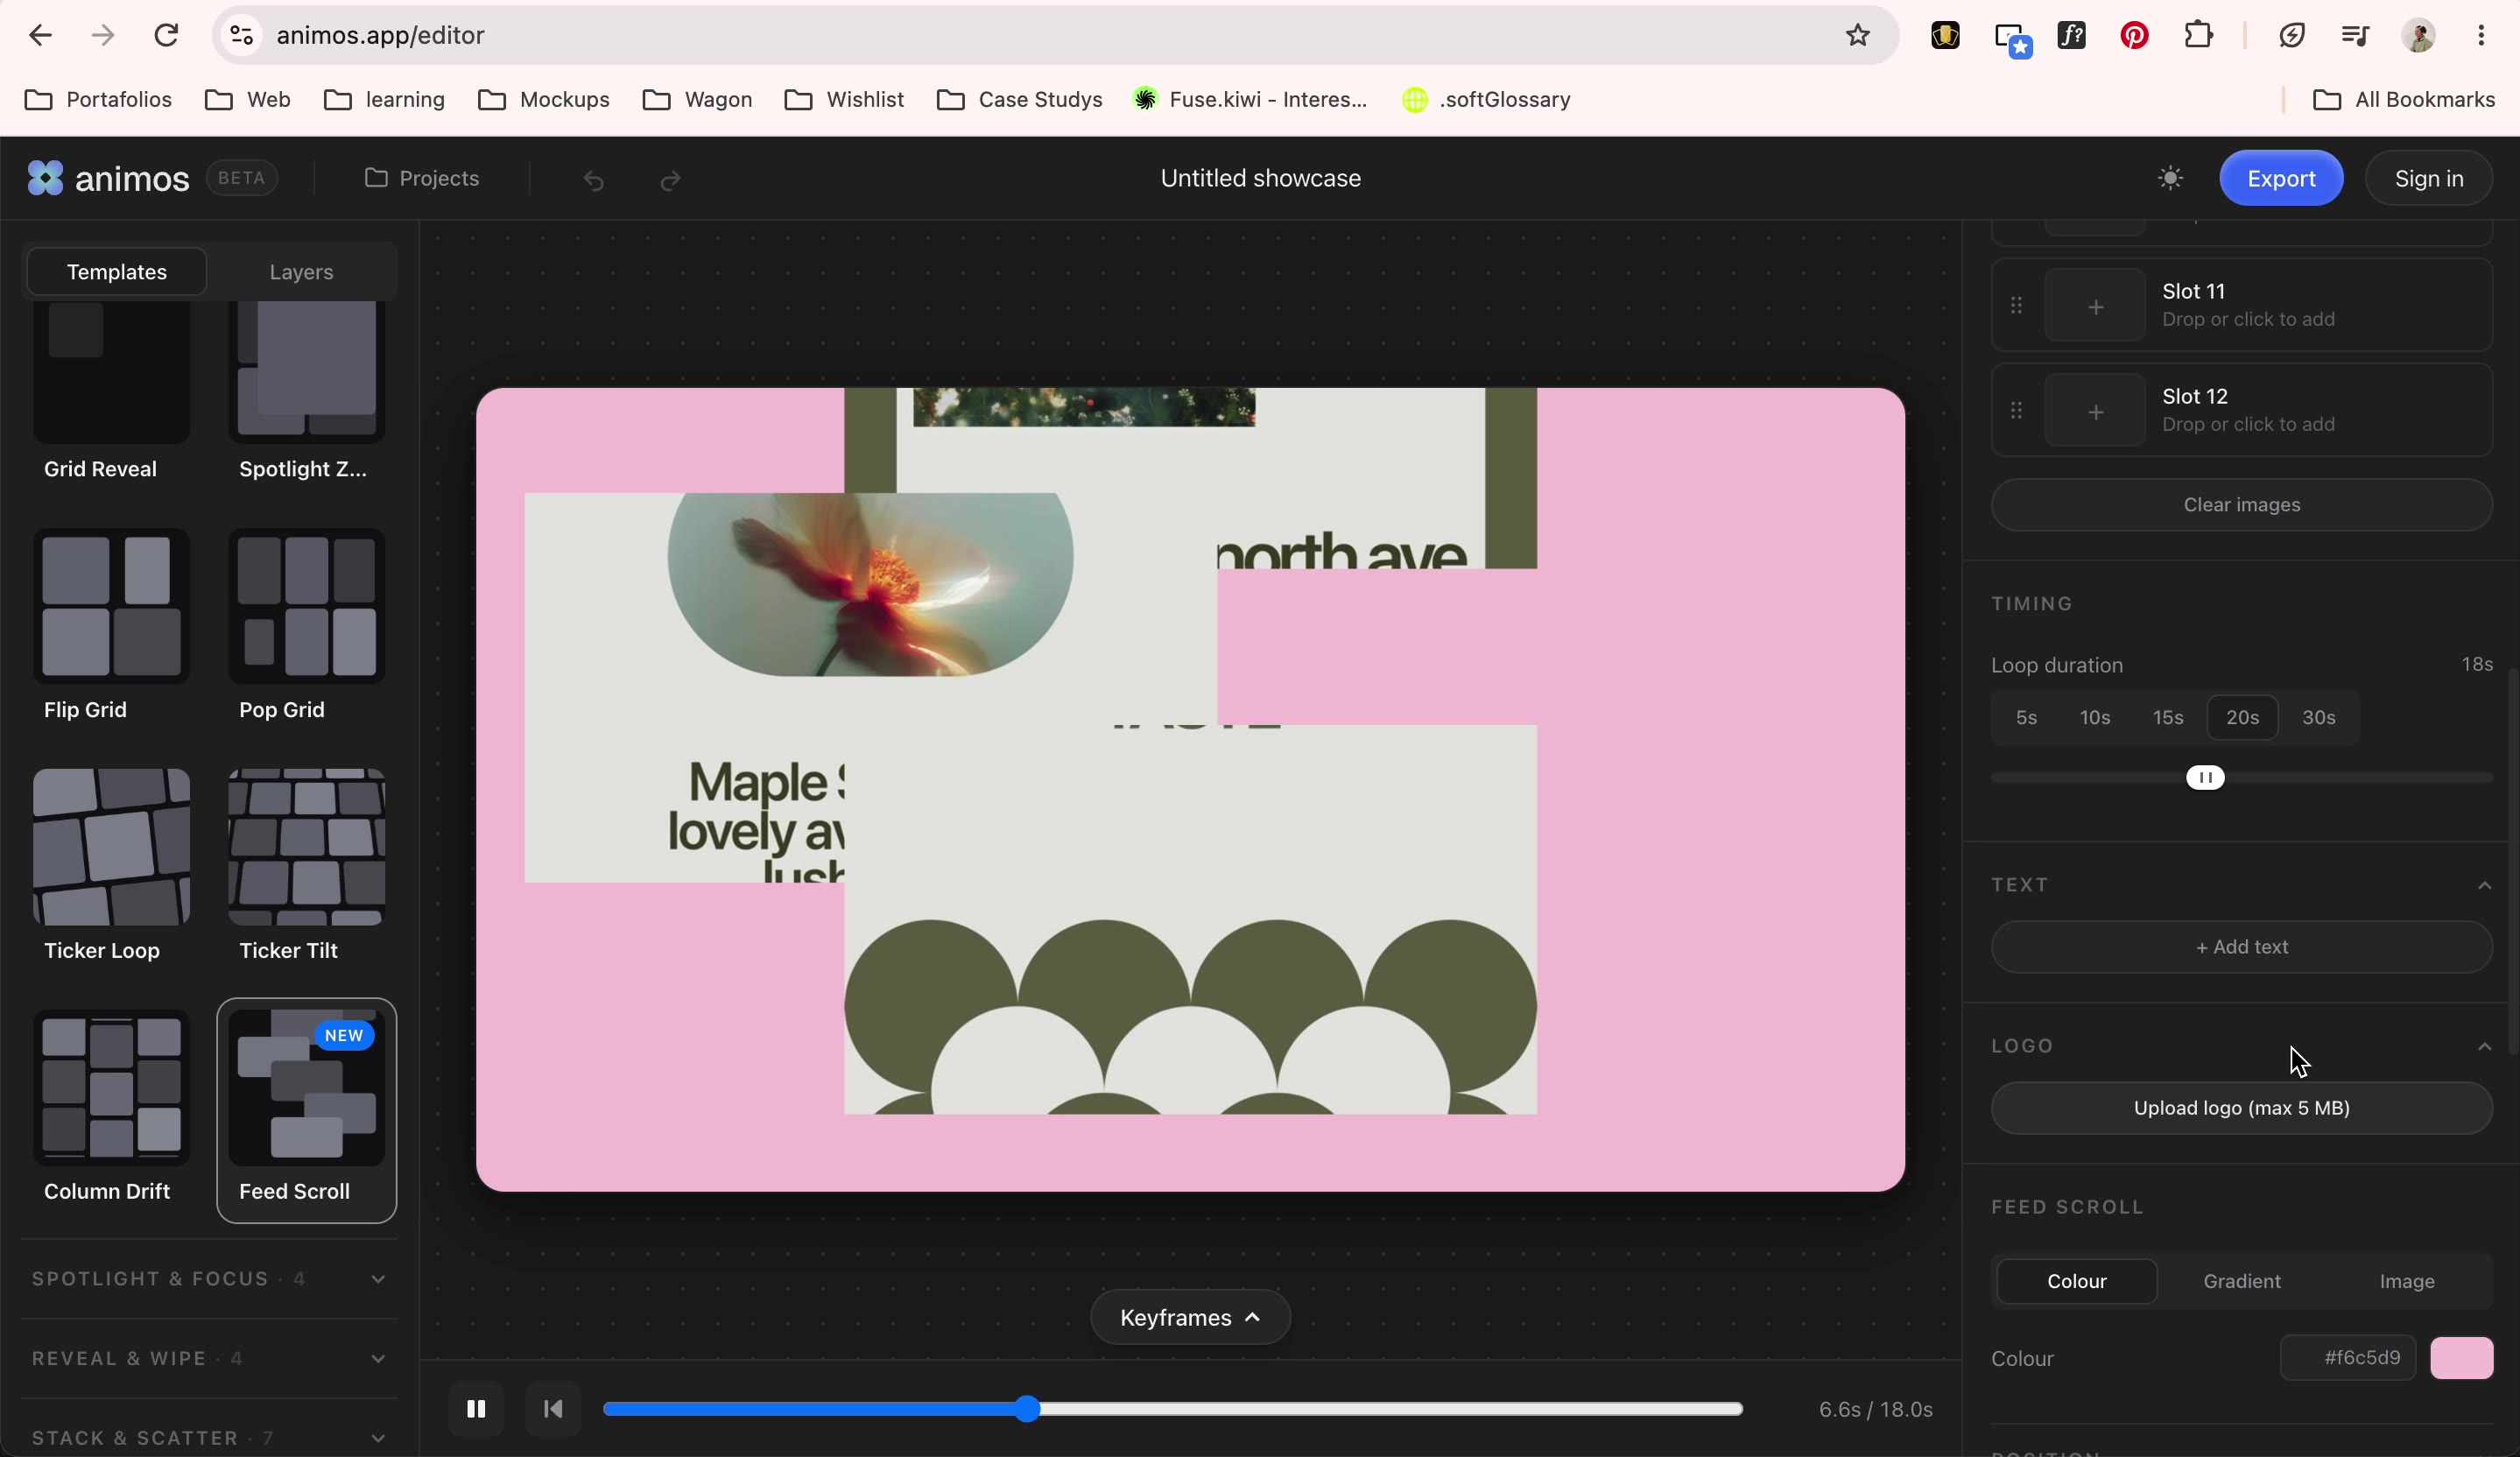 animos.app/editor
f?
Portafolios
Web
learning
Mockups
Wagon
Wishlist
Case Studys
Fuse.kiwi - Interes...
.softGlossary
All Bookmarks
animos
BETA
Projects
Untitled showcase
Export
Sign in
Templates
Layers
Grid Reveal
Spotlight Z...
Flip Grid
Pop Grid
Ticker Loop
Ticker Tilt
NEW
Column Drift
Feed Scroll
SPOTLIGHT & FOCUS · 4
REVEAL & WIPE · 4
STACK & SCATTER · 7
north ave
Maple S
lovely av
lush
Keyframes
6.6s / 18.0s
Slot 11
Drop or click to add
Slot 12
Drop or click to add
Clear images
TIMING
Loop duration
18s
5s
10s
15s
20s
30s
TEXT
+ Add text
LOGO
Upload logo (max 5 MB)
FEED SCROLL
Colour
Gradient
Image
Colour
#f6c5d9
POSITION